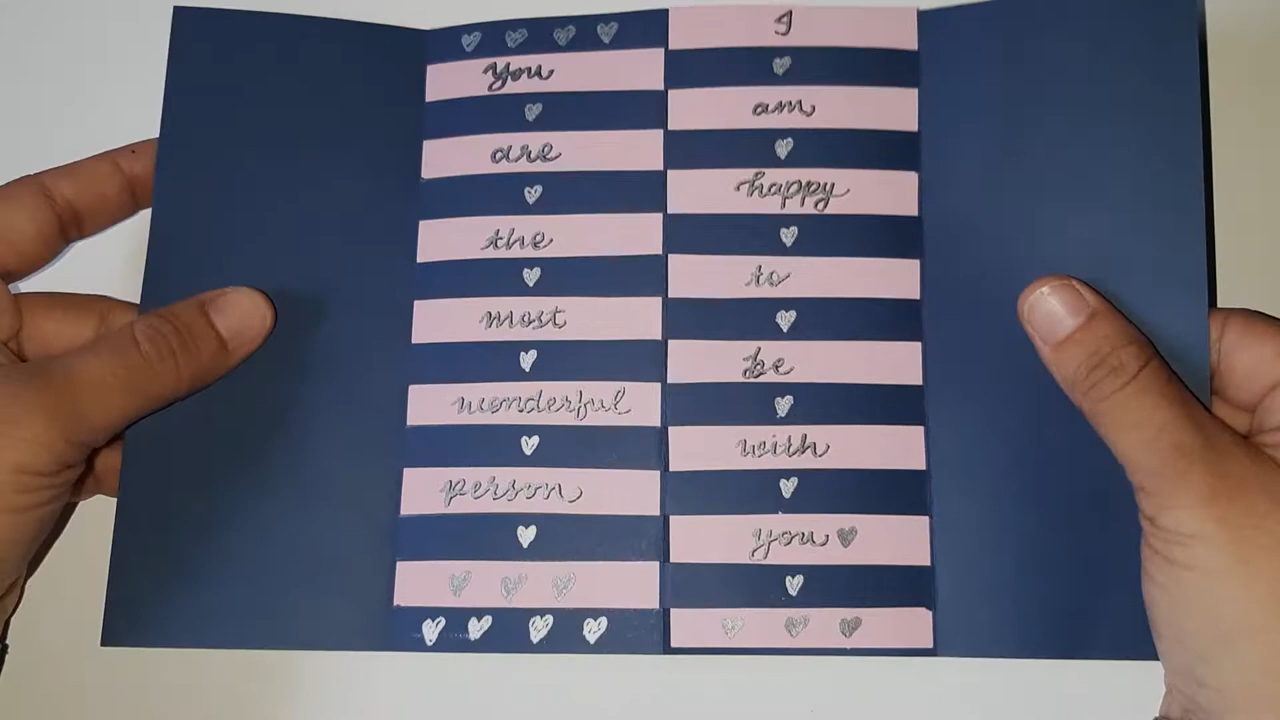 You
are
the
most
wonderful
person
I
am
happy
to
be
with
you